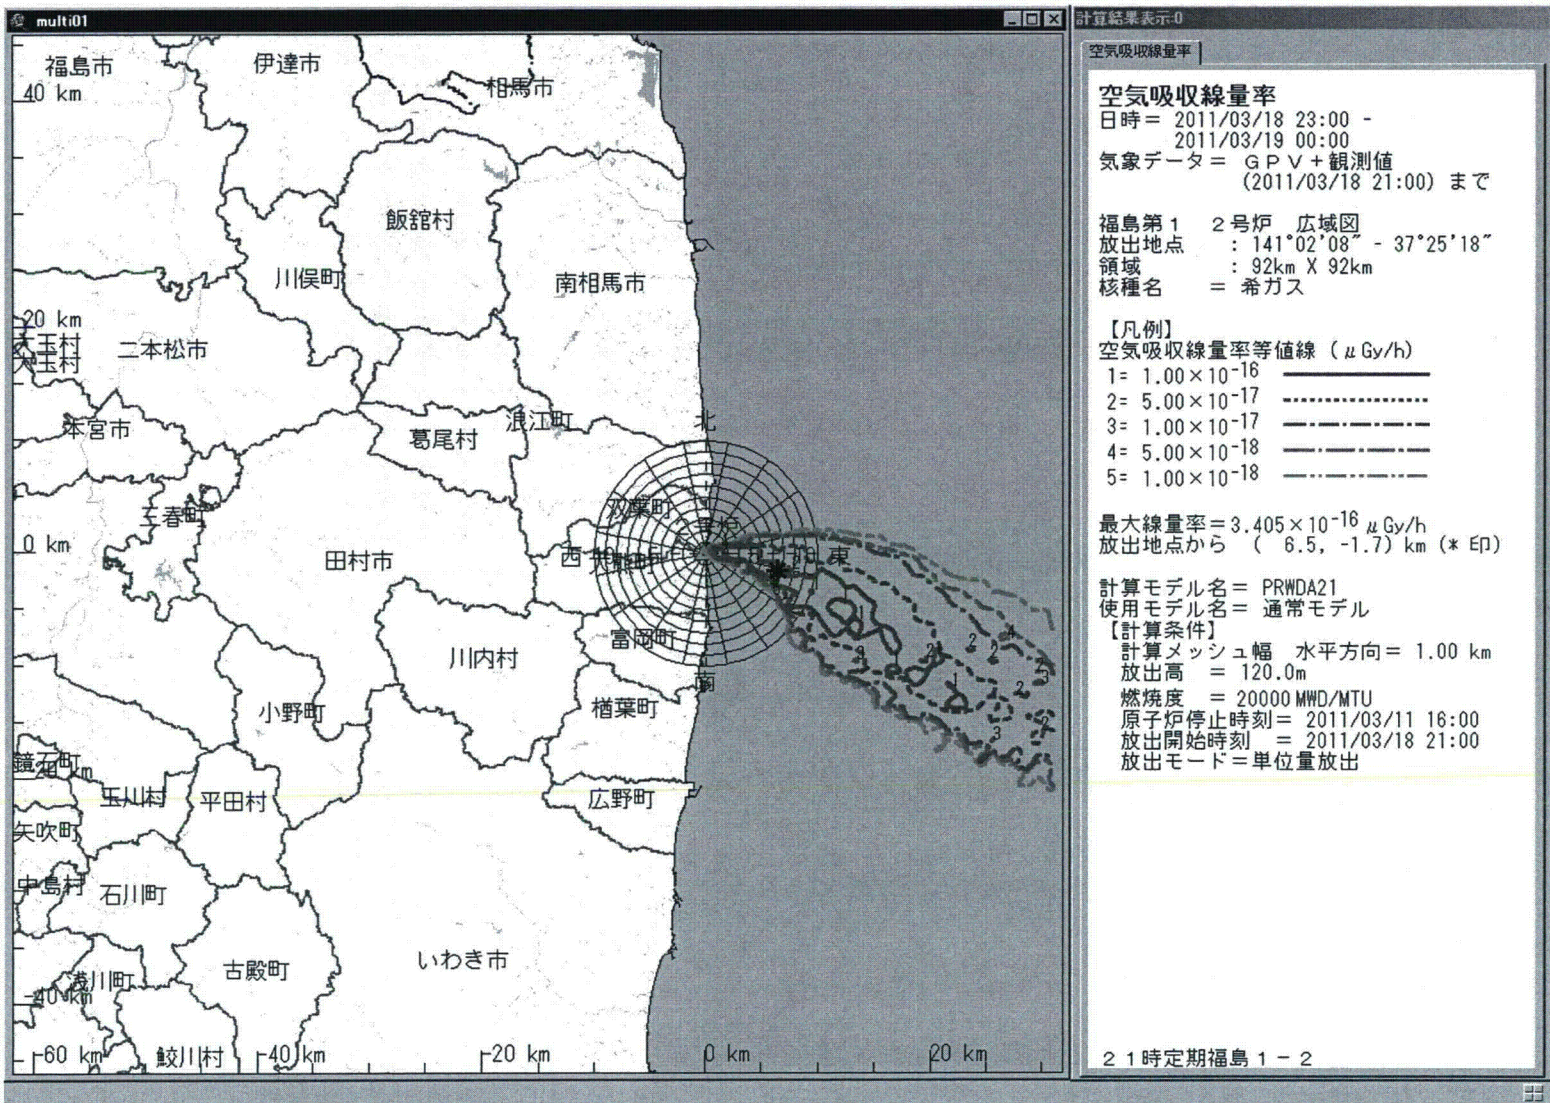 multi01
福島市
伊達市
相馬市
40 km
飯舘村
川俣町
南相馬市
20 km
大玉村
大玉村
二本松市
本宮市
葛尾村
浪江町
北
双葉町
三春町
0 km
田村市
西
東
富岡町
川内村
南
小野町
楢葉町
鏡石町
-20 km
玉川村
平田村
広野町
矢吹町
中島村
石川町
いわき市
古殿町
浅川町
-40 km
鮫川村
-60 km
-40 km
-20 km
0 km
20 km
計算結果表示:0
空気吸収線量率
空気吸収線量率
日時= 2011/03/18 23:00 -
2011/03/19 00:00
気象データ= GPV+観測値
(2011/03/18 21:00) まで
福島第1 2号炉 広域図
放出地点 : 141°02'08" - 37°25'18"
領域 : 92km X 92km
核種名 = 希ガス
【凡例】
空気吸収線量率等値線 (μGy/h)
1= 1.00×10-16
2= 5.00×10-17
3= 1.00×10-17
4= 5.00×10-18
5= 1.00×10-18
最大線量率=3.405×10-16 μGy/h
放出地点から ( 6.5, -1.7) km (* 印)
計算モデル名= PRWDA21
使用モデル名= 通常モデル
【計算条件】
計算メッシュ幅 水平方向= 1.00 km
放出高 = 120.0m
燃焼度 = 20000MWD/MTU
原子炉停止時刻= 2011/03/11 16:00
放出開始時刻 = 2011/03/18 21:00
放出モード=単位量放出
21時定期福島1-2